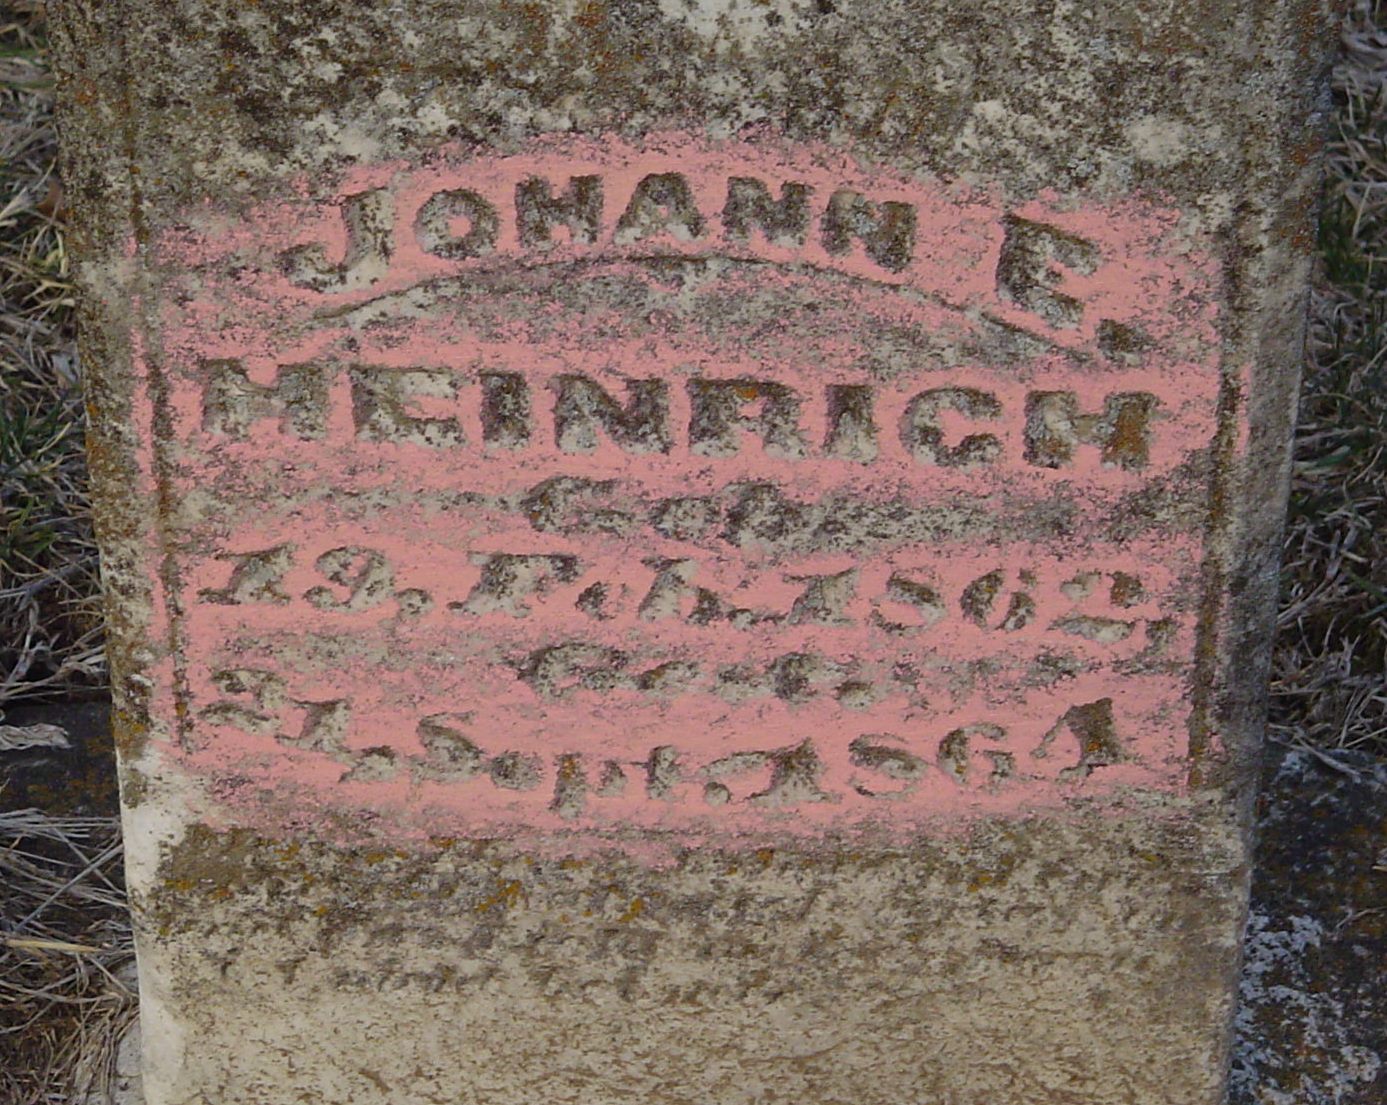 JOHANN E.
HEINRICH
Geb.
19. Feb. 1862,
Gest.
21. Sept. 1864